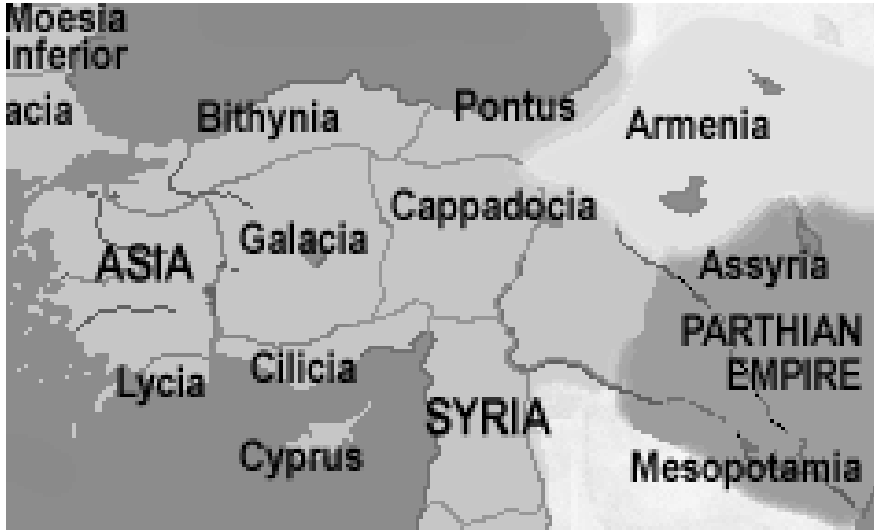 Moesia
Inferior
acia
Bithynia
Pontus
Armenia
Cappadocia
Galacia
ASIA
Assyria
PARTHIAN
EMPIRE
Cilicia
Lycia
SYRIA
Cyprus
Mesopotamia